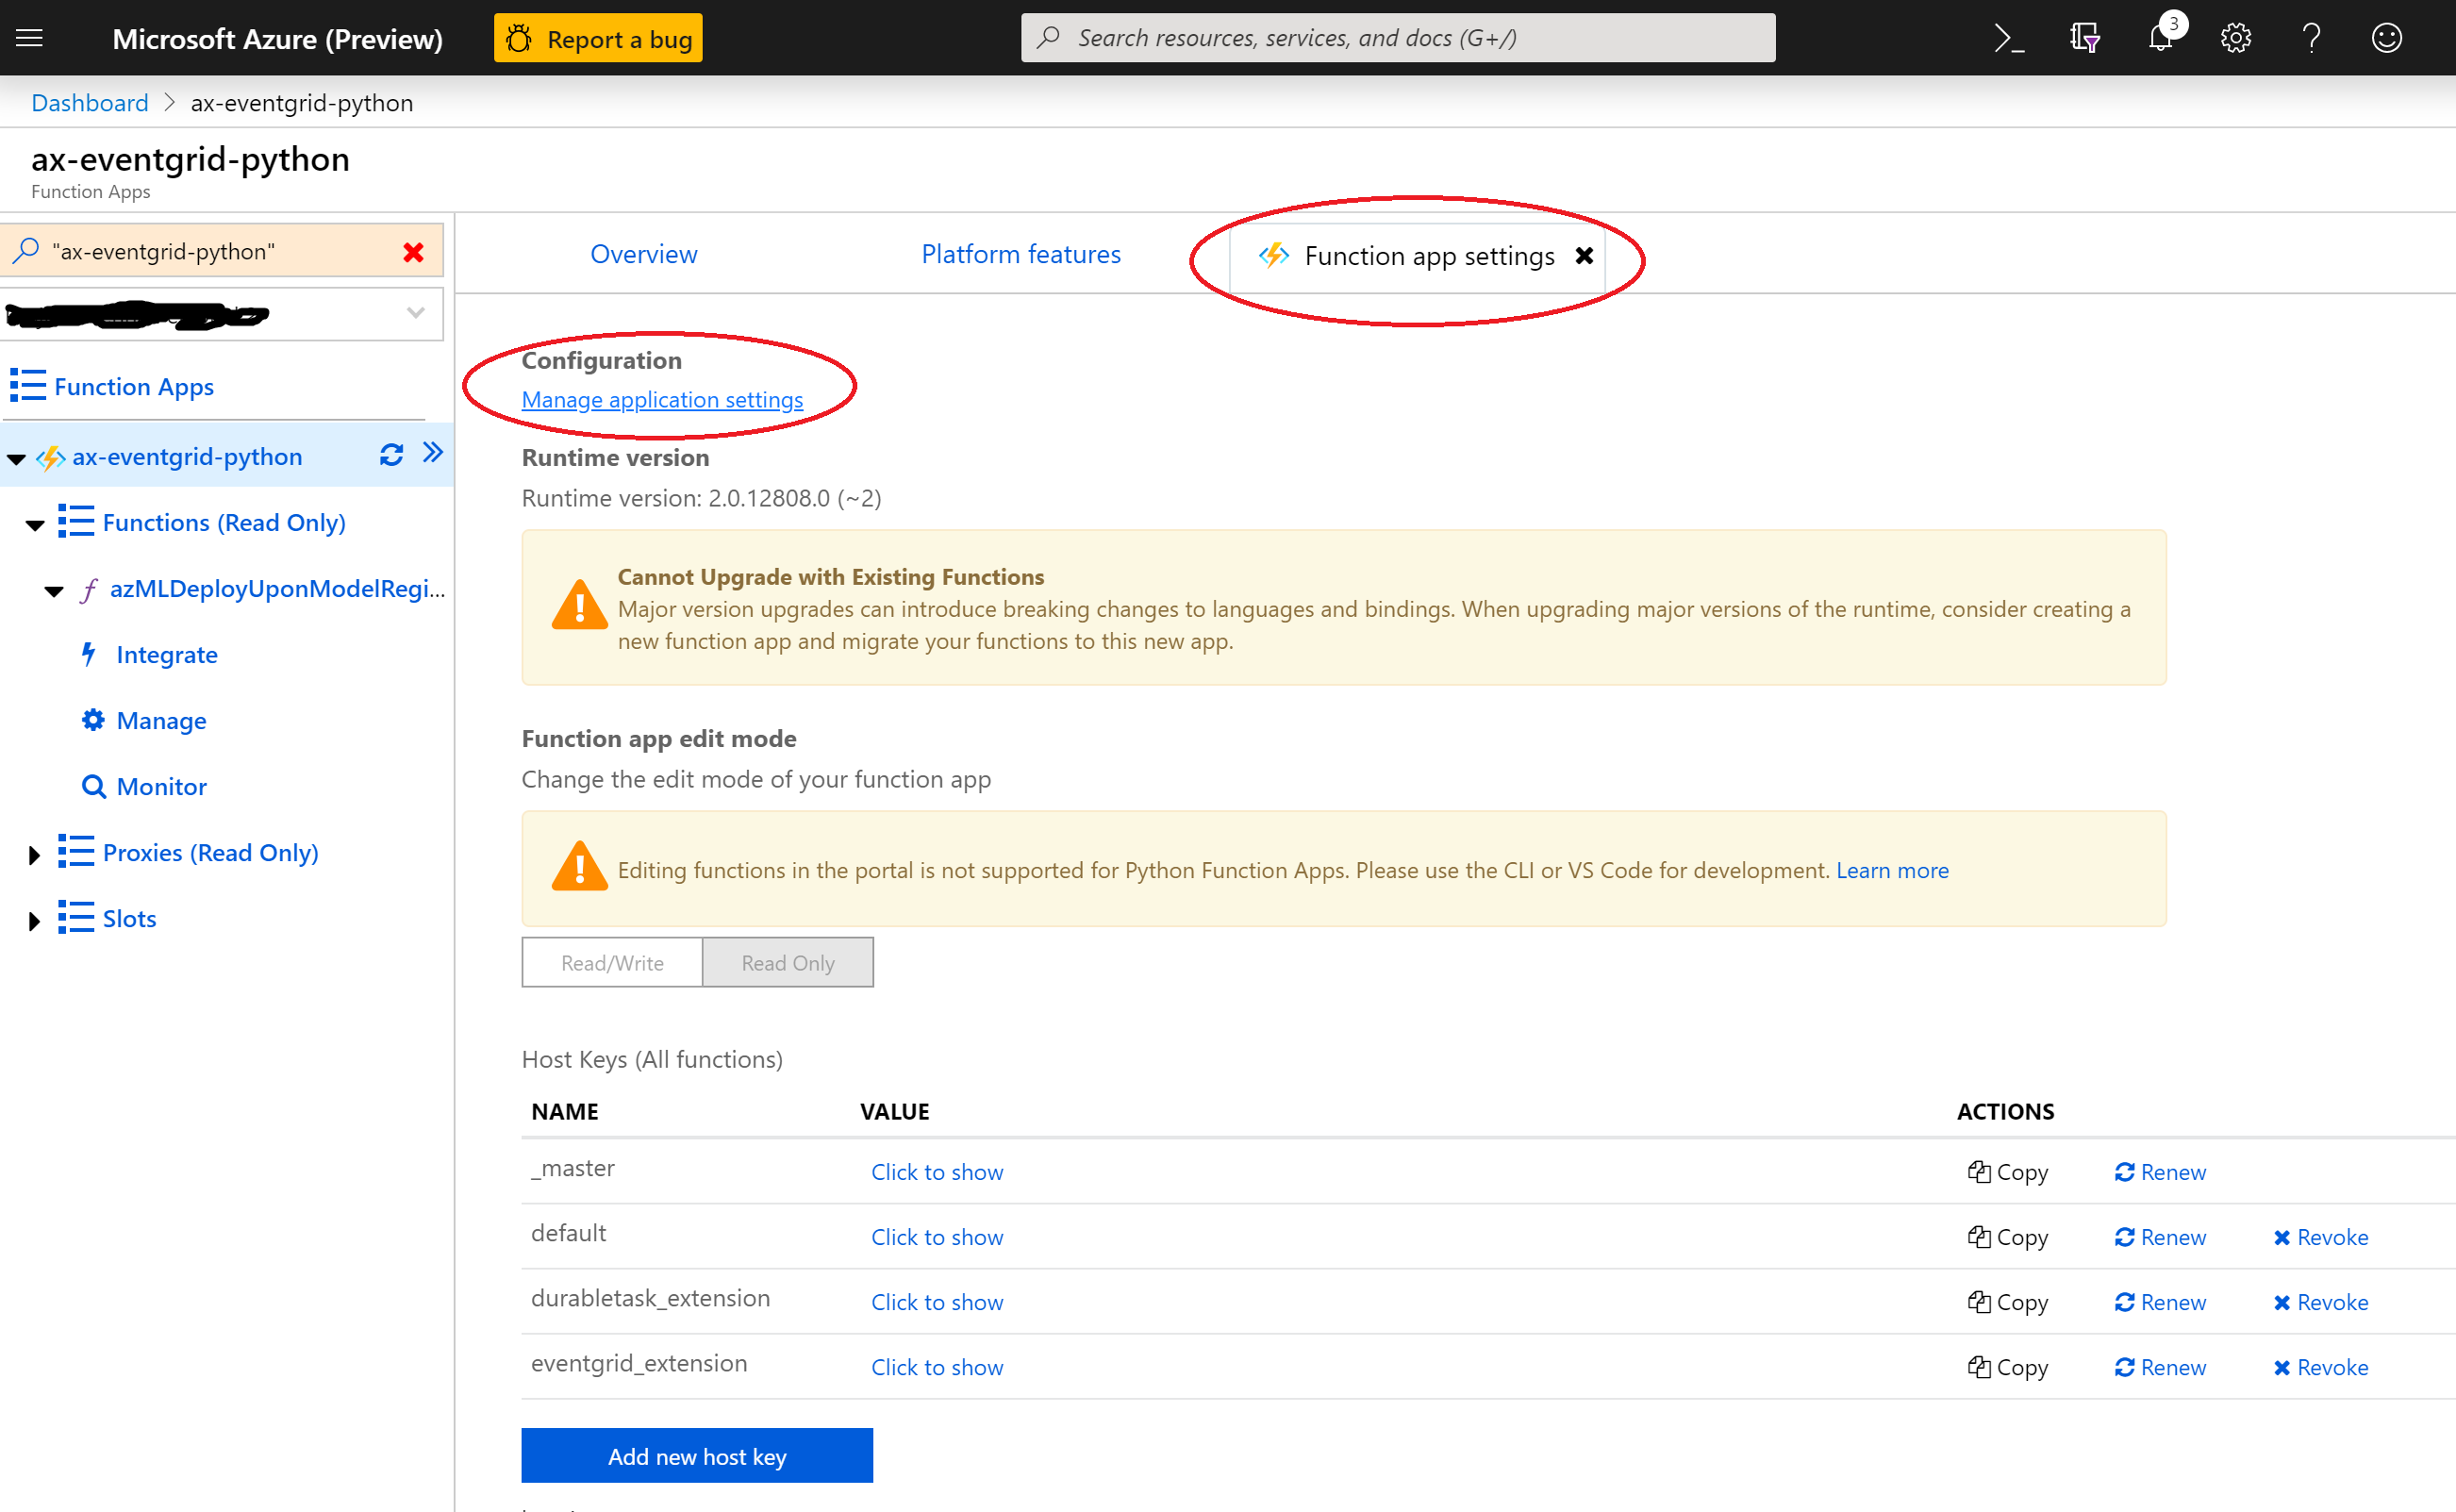 Microsoft Azure (Preview)
Report a bug
Search resources, services, and docs (G+/)
3
Dashboard > ax-eventgrid-python
ax-eventgrid-python
Function Apps
"ax-eventgrid-python"
Overview
Platform features
Function app settings
Function Apps
ax-eventgrid-python
Functions (Read Only)
azMLDeployUponModelRegi...
Integrate
Manage
Monitor
Proxies (Read Only)
Slots
Configuration
Manage application settings
Runtime version
Runtime version: 2.0.12808.0 (~2)
Cannot Upgrade with Existing Functions
Major version upgrades can introduce breaking changes to languages and bindings. When upgrading major versions of the runtime, consider creating a
new function app and migrate your functions to this new app.
Function app edit mode
Change the edit mode of your function app
Editing functions in the portal is not supported for Python Function Apps. Please use the CLI or VS Code for development. Learn more
Read/Write Read Only
Host Keys (All functions)
NAME VALUE ACTIONS
_master Click to show Copy Renew
default Click to show Copy Renew Revoke
durabletask_extension Click to show Copy Renew Revoke
eventgrid_extension Click to show Copy Renew Revoke
Add new host key